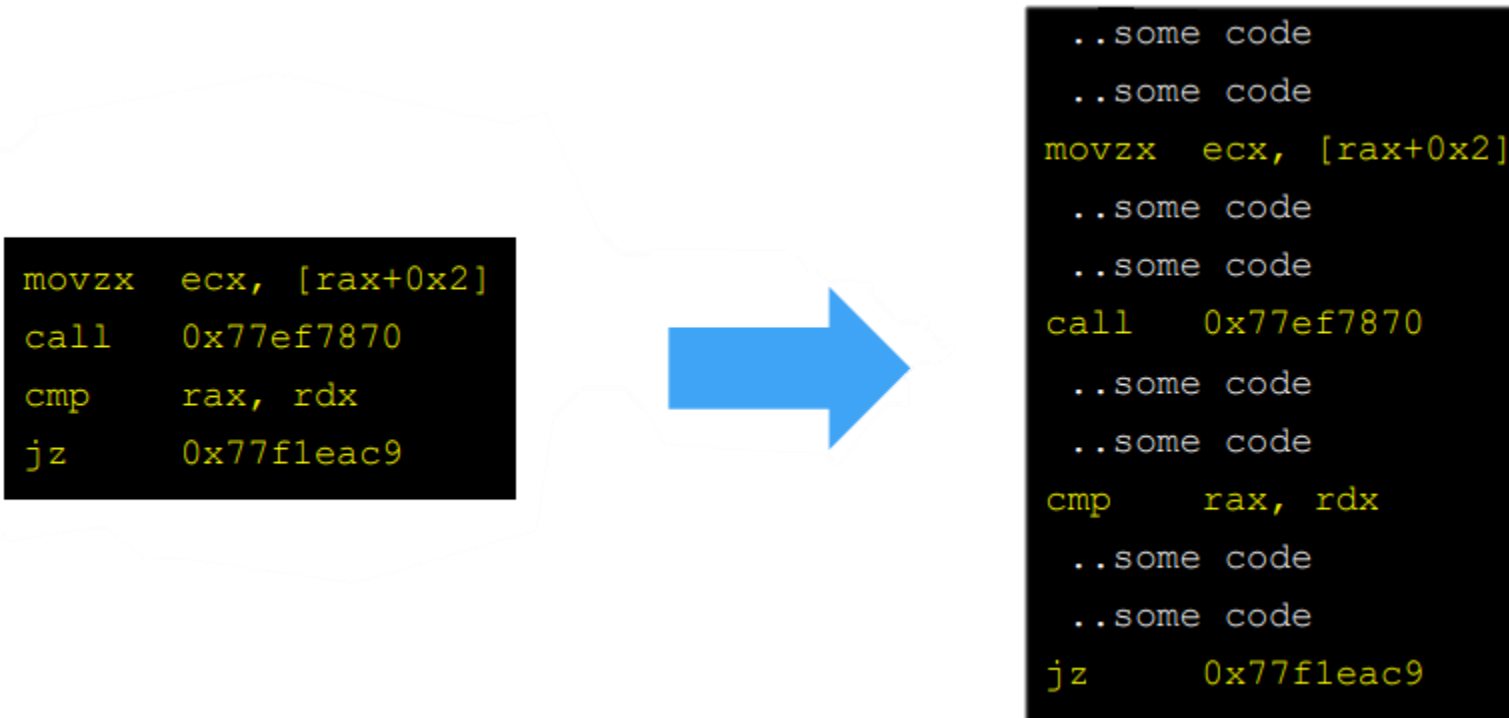 movzx ecx, [rax+0x2]
call 0x77ef7870
cmp rax, rdx
jz 0x77f1eac9
..some code
..some code
movzx ecx, [rax+0x2]
..some code
..some code
call 0x77ef7870
..some code
..some code
cmp rax, rdx
..some code
..some code
jz 0x77f1eac9